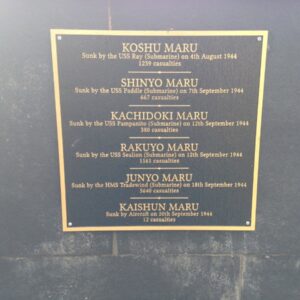 KOSHU MARU
Sunk by the USS Ray (Submarine) on 4th August 1944
1239 casualties
SHINYO MARU
Sunk by the USS Paddle (Submarine) on 7th September 1944
667 casualties
KACHIDOKI MARU
Sunk by the USS Pampanito (Submarine) on 12th September 1944
380 casualties
RAKUYO MARU
Sunk by the USS Sealion (Submarine) on 12th September 1944
1161 casualties
JUNYO MARU
Sunk by the HMS Tradewind (Submarine) on 18th September 1944
5640 casualties
KAISHUN MARU
Sunk by Aircraft on 30th September 1944
12 casualties